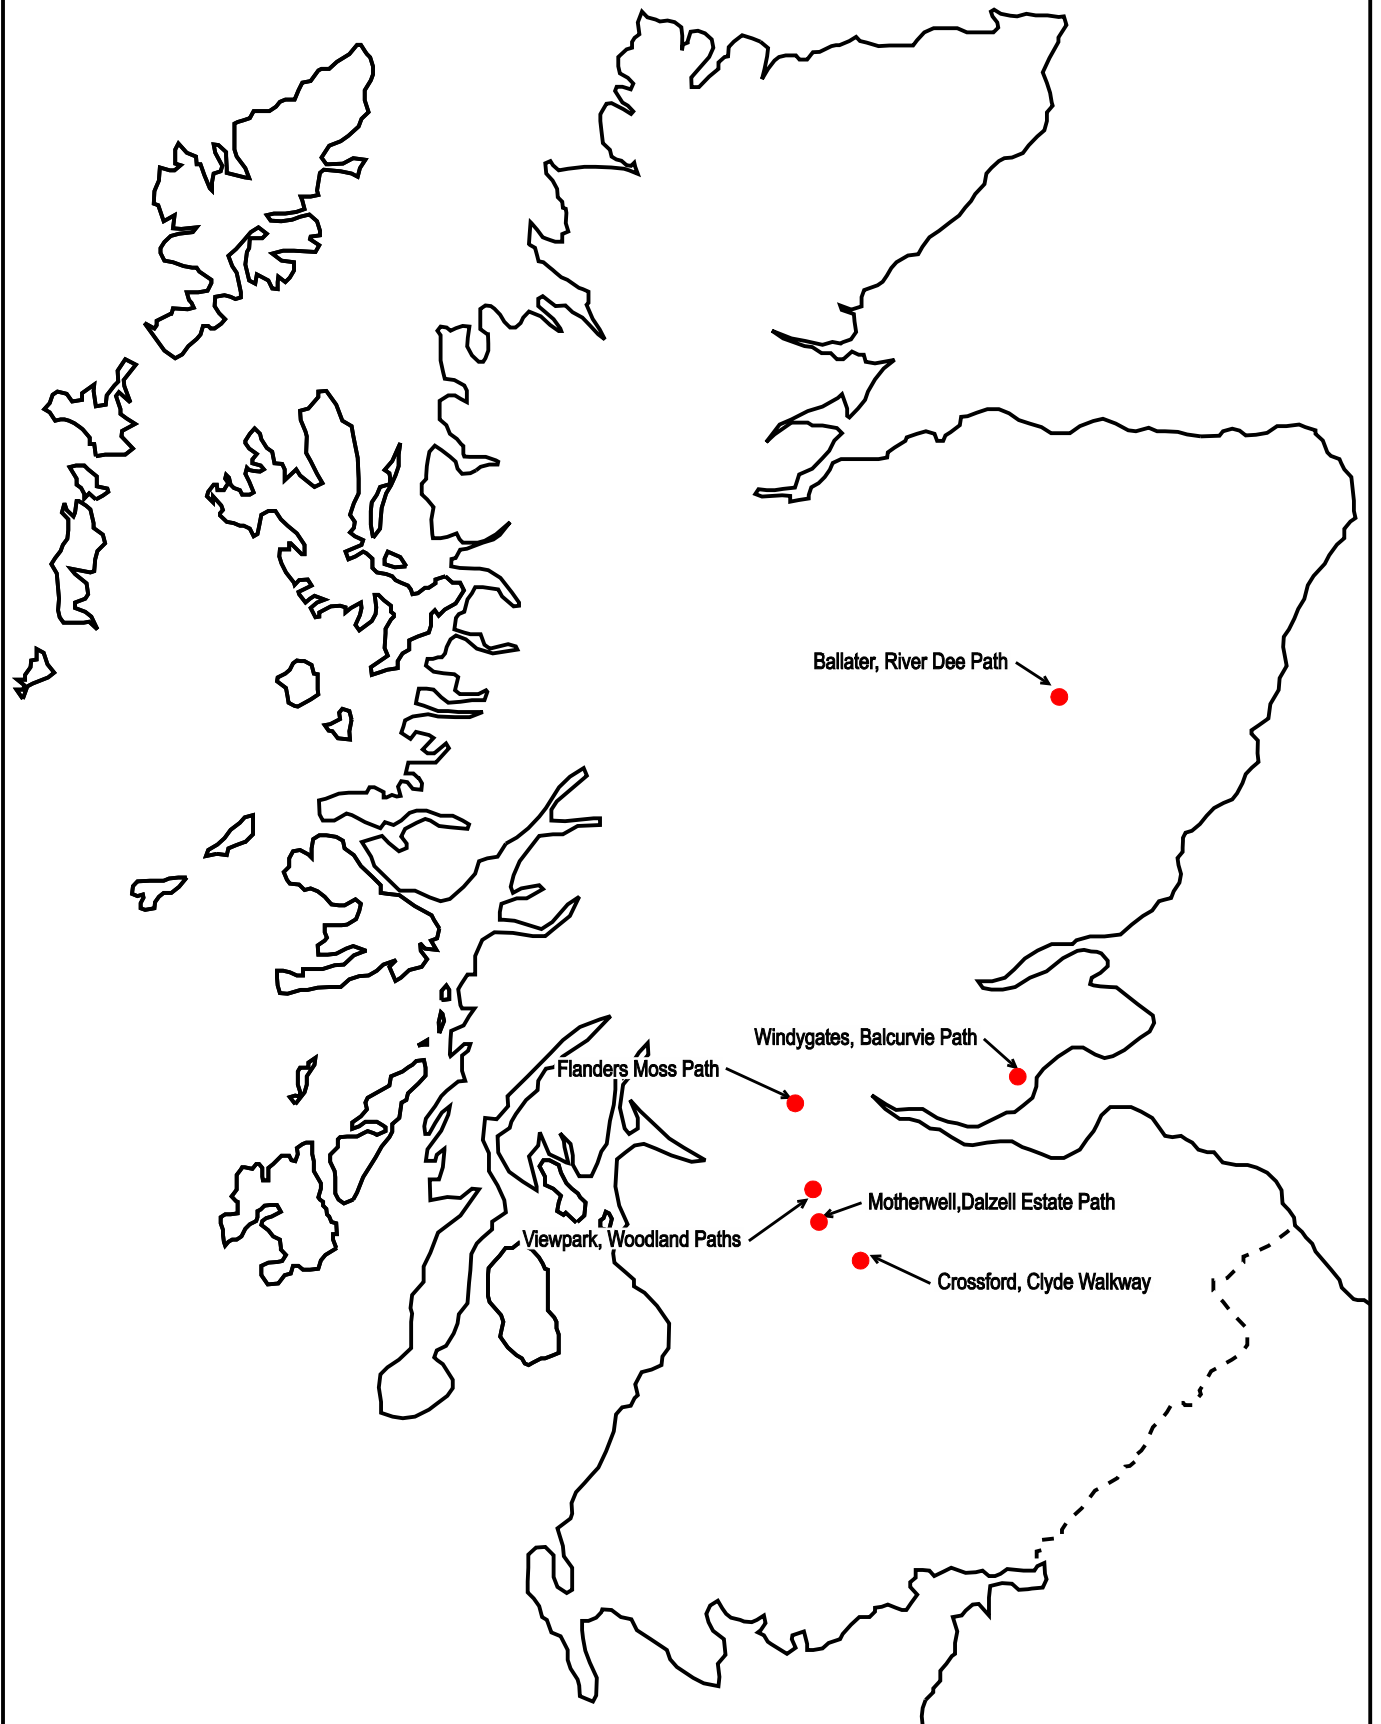 Ballater, River Dee Path
Windygates, Balcurvie Path
Flanders Moss Path
Motherwell,Dalzell Estate Path
Viewpark, Woodland Paths
Crossford, Clyde Walkway